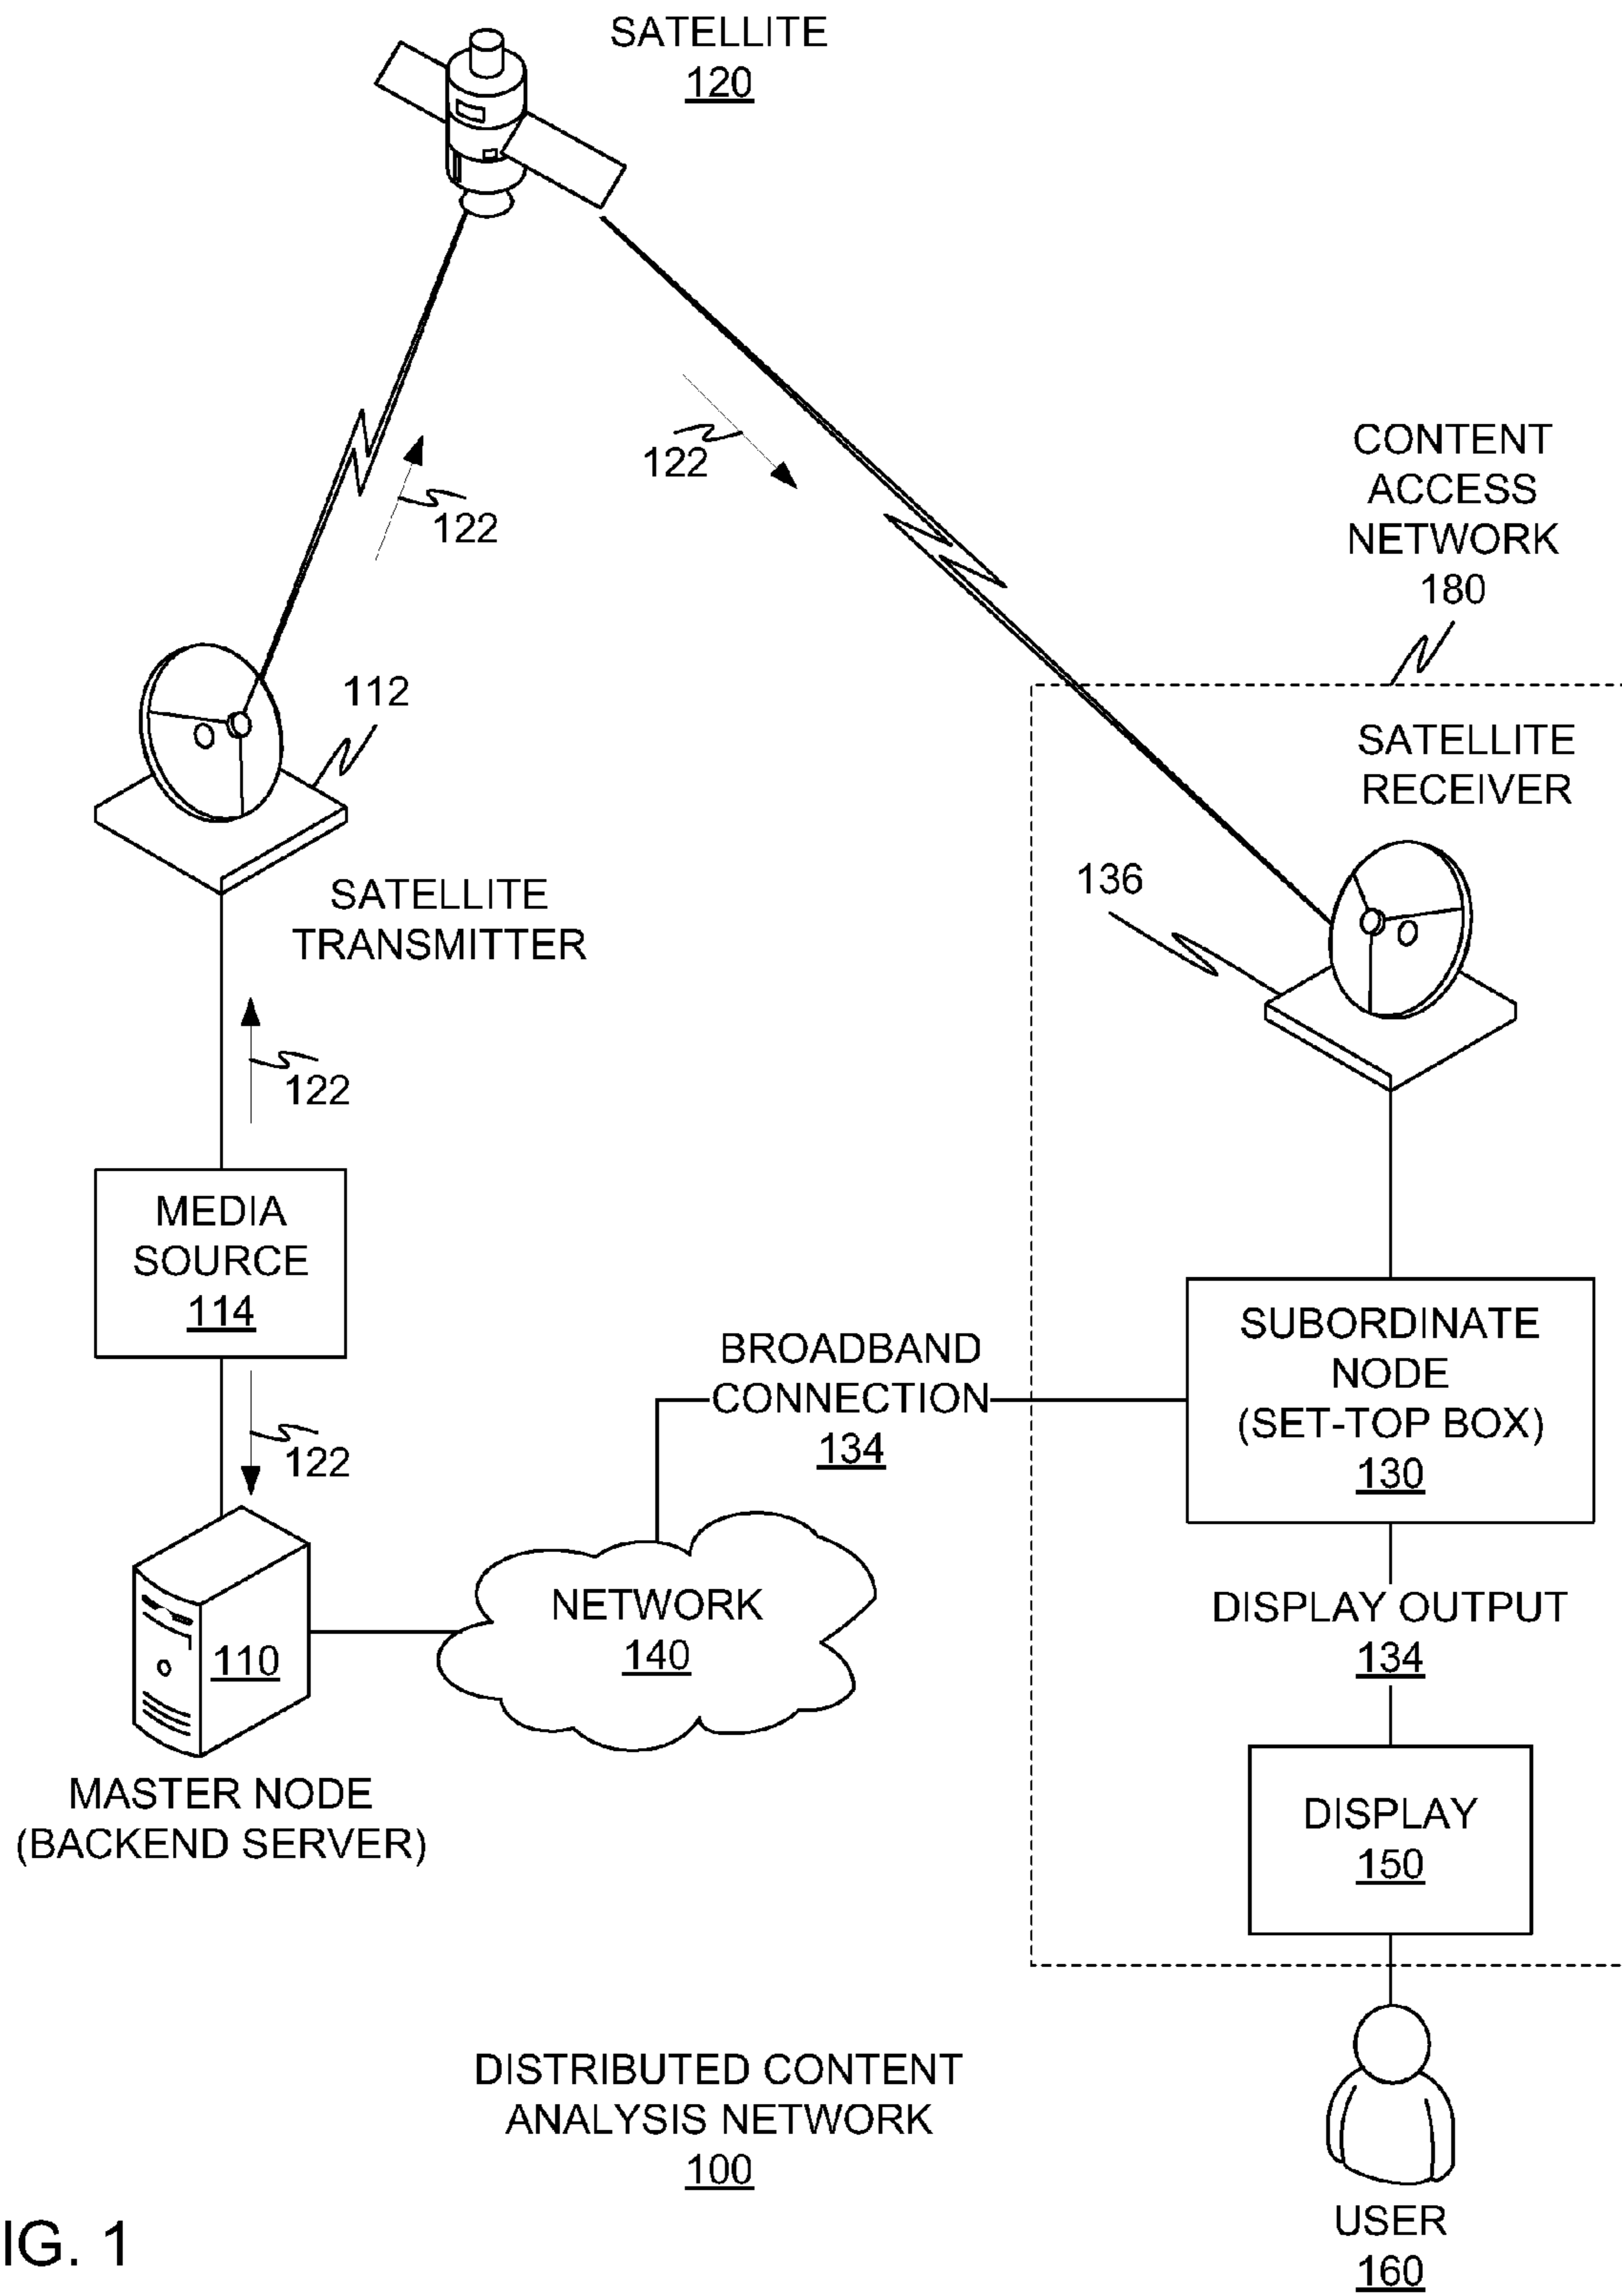 SATELLITE
120
122
122
CONTENT
ACCESS
NETWORK
180
112
SATELLITE
RECEIVER
136
SATELLITE
TRANSMITTER
122
MEDIA
SOURCE
114
122
BROADBAND
CONNECTION
134
SUBORDINATE
NODE
(SET-TOP BOX)
130
110
NETWORK
140
DISPLAY OUTPUT
134
MASTER NODE
(BACKEND SERVER)
DISPLAY
150
DISTRIBUTED CONTENT
ANALYSIS NETWORK
100
USER
160
IG. 1